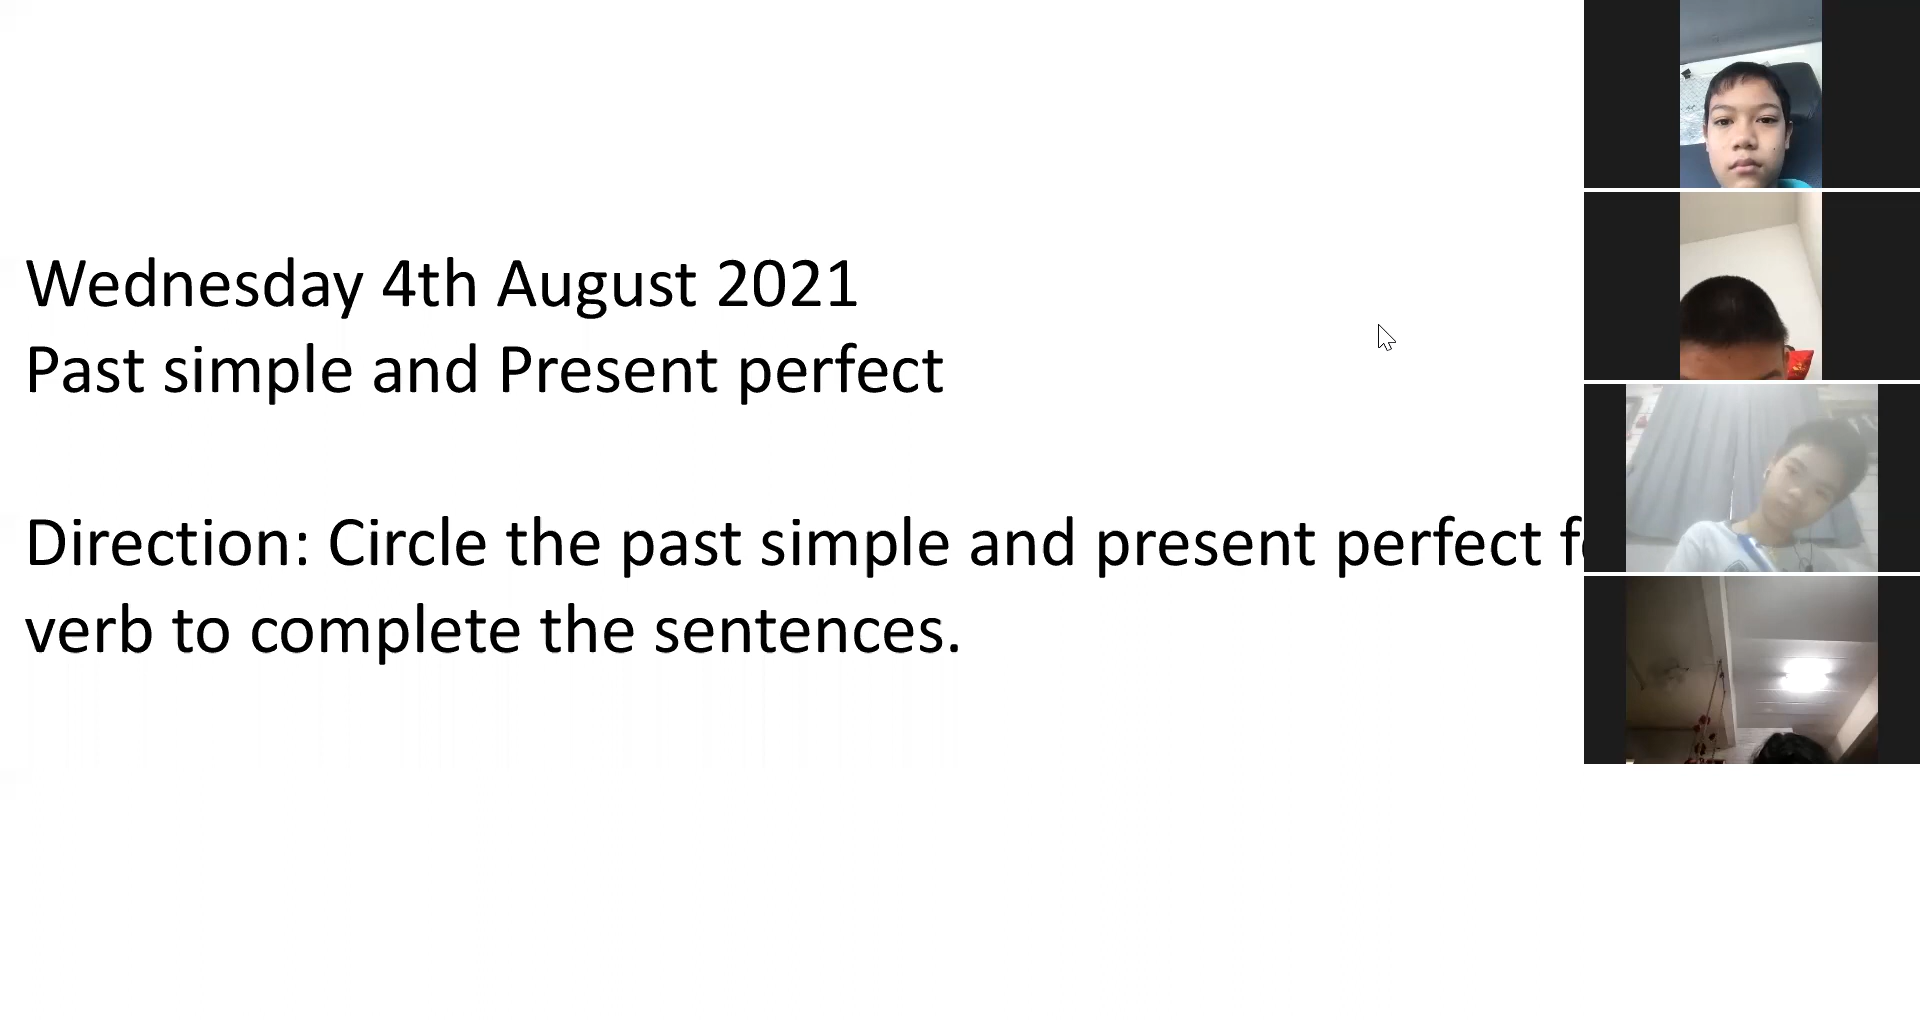 Wednesday 4th August 2021
Past simple and Present perfect
Direction: Circle the past simple and present perfect
verb to complete the sentences.